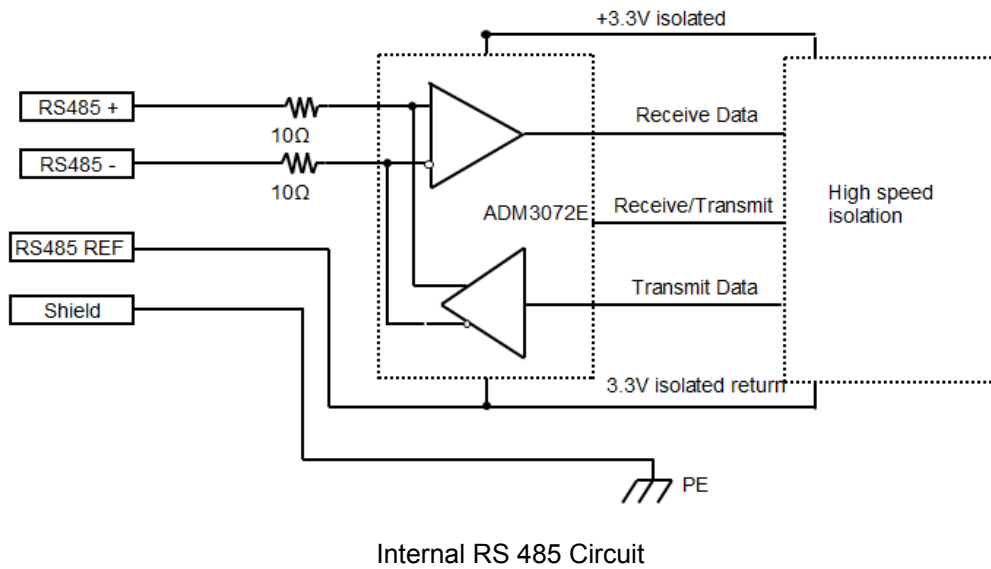 +3.3V isolated
RS485 +
10Ω
Receive Data
RS485 -
10Ω
High speed
isolation
ADM3072E
Receive/Transmit
RS485 REF
Transmit Data
Shield
3.3V isolated return
PE
Internal RS 485 Circuit